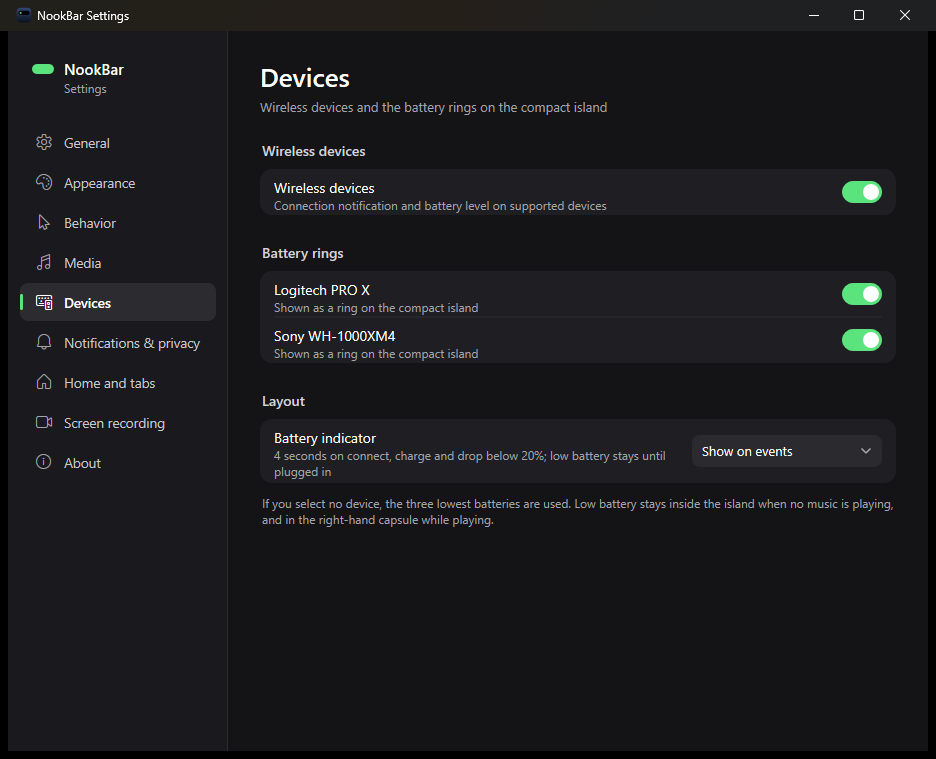 NookBar Settings
NookBar
Settings
General
Appearance
Behavior
Media
Devices
Notifications & privacy
Home and tabs
Screen recording
About
Devices
Wireless devices and the battery rings on the compact island
Wireless devices
Wireless devices
Connection notification and battery level on supported devices
Battery rings
Logitech PRO X
Shown as a ring on the compact island
Sony WH-1000XM4
Shown as a ring on the compact island
Layout
Battery indicator
4 seconds on connect, charge and drop below 20%; low battery stays until
plugged in
Show on events
If you select no device, the three lowest batteries are used. Low battery stays inside the island when no music is playing,
and in the right-hand capsule while playing.